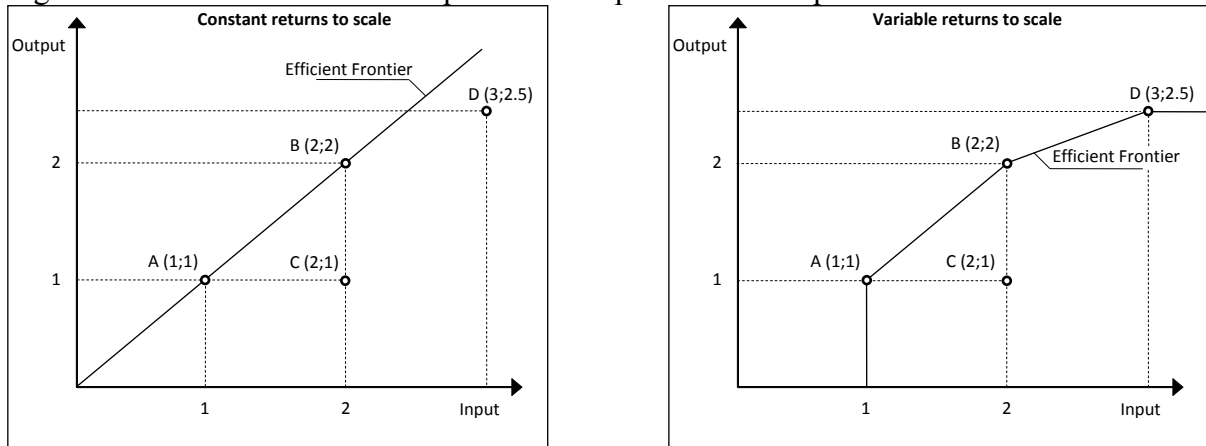 Constant returns to scale
Output
Efficient Frontier
D (3;2.5)
B (2;2)
2
A (1;1)
C (2;1)
1
1
2
Input
Variable returns to scale
Output
D (3;2.5)
B (2;2)
2
Efficient Frontier
A (1;1)
C (2;1)
1
1
2
Input